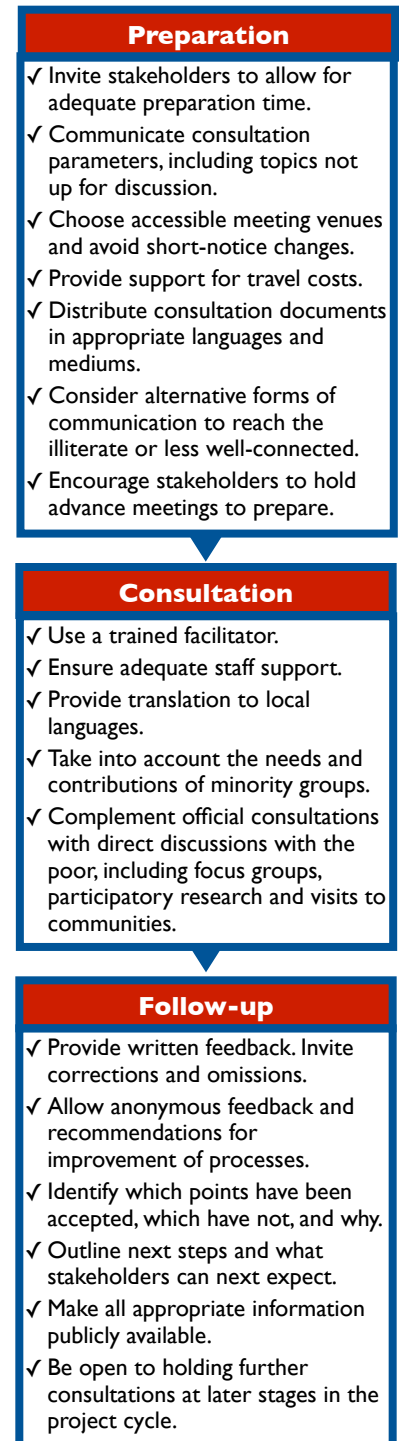 Preparation
✓ Invite stakeholders to allow for
adequate preparation time.
✓ Communicate consultation
parameters, including topics not
up for discussion.
✓ Choose accessible meeting venues
and avoid short-notice changes.
✓ Provide support for travel costs.
✓ Distribute consultation documents
in appropriate languages and
mediums.
✓ Consider alternative forms of
communication to reach the
illiterate or less well-connected.
✓ Encourage stakeholders to hold
advance meetings to prepare.
Consultation
✓ Use a trained facilitator.
✓ Ensure adequate staff support.
✓ Provide translation to local
languages.
✓ Take into account the needs and
contributions of minority groups.
✓ Complement official consultations
with direct discussions with the
poor, including focus groups,
participatory research and visits to
communities.
Follow-up
✓ Provide written feedback. Invite
corrections and omissions.
✓ Allow anonymous feedback and
recommendations for
improvement of processes.
✓ Identify which points have been
accepted, which have not, and why.
✓ Outline next steps and what
stakeholders can next expect.
✓ Make all appropriate information
publicly available.
✓ Be open to holding further
consultations at later stages in the
project cycle.